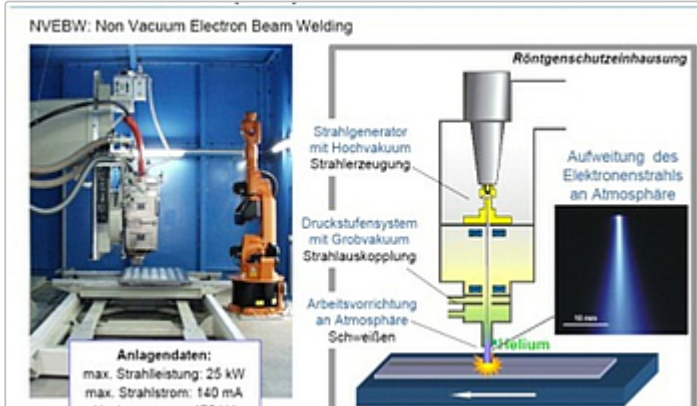 NVEBW: Non Vacuum Electron Beam Welding
Röntgenschutzeinhausung
Strahlgenerator
mit Hochvakuum
Strahlerzeugung
Aufweitung des
Elektronenstrahls
an Atmosphäre
Druckstufensystem
mit Grobvakuum
Strahlauskopplung
10 mm
Arbeitsvorrichtung
an Atmosphäre
Schweißen
Helium
Anlagendaten:
max. Strahlleistung: 25 kW
max. Strahlstrom: 140 mA